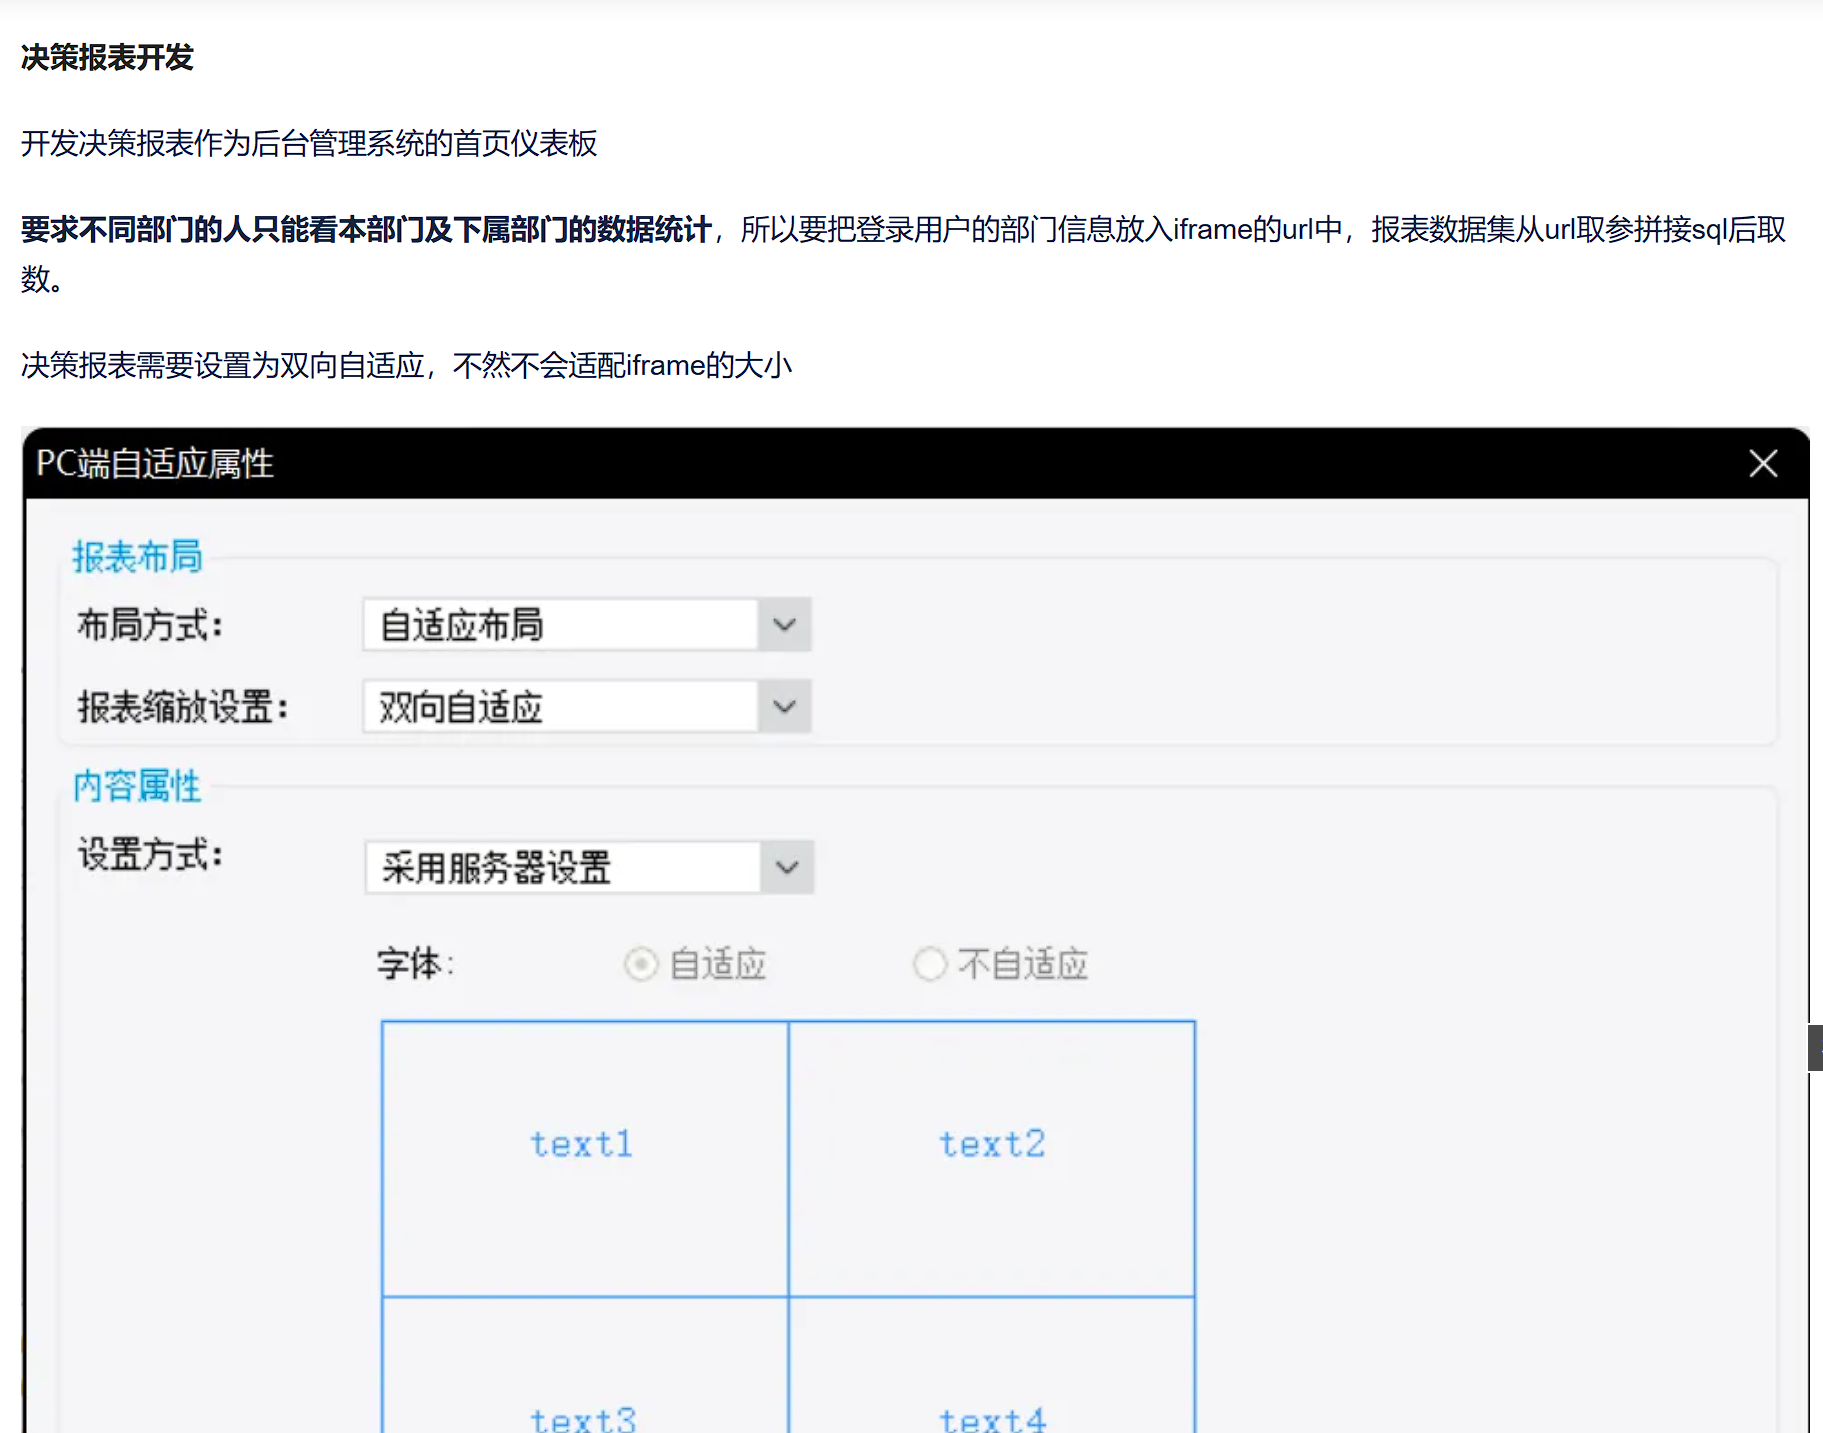 决策报表开发
开发决策报表作为后台管理系统的首页仪表板
要求不同部门的人只能看本部门及下属部门的数据统计，所以要把登录用户的部门信息放入iframe的url中，报表数据集从url取参拼接sql后取
数。
决策报表需要设置为双向自适应，不然不会适配iframe的大小
PC端自适应属性
报表布局
布局方式： 自适应布局
报表缩放设置： 双向自适应
内容属性
设置方式： 采用服务器设置
字体： 自适应 不自适应
text1 text2
text3 text4